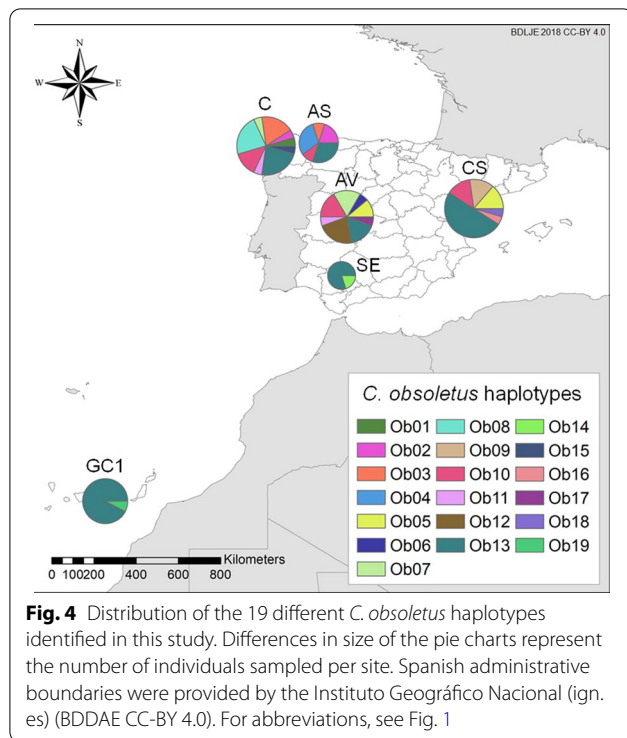 BDLJE 2018 CC-BY 4.0
N
W E
S
C
AS
AV
CS
SE
GC1
Kilometers
0 100 200 400 600 800
C. obsoletus haplotypes
Ob01 Ob08 Ob14
Ob02 Ob09 Ob15
Ob03 Ob10 Ob16
Ob04 Ob11 Ob17
Ob05 Ob12 Ob18
Ob06 Ob13 Ob19
Ob07
Fig. 4 Distribution of the 19 different C. obsoletus haplotypes
identified in this study. Differences in size of the pie charts represent
the number of individuals sampled per site. Spanish administrative
boundaries were provided by the Instituto Geográfico Nacional (ign.
es) (BDDAE CC-BY 4.0). For abbreviations, see Fig. 1